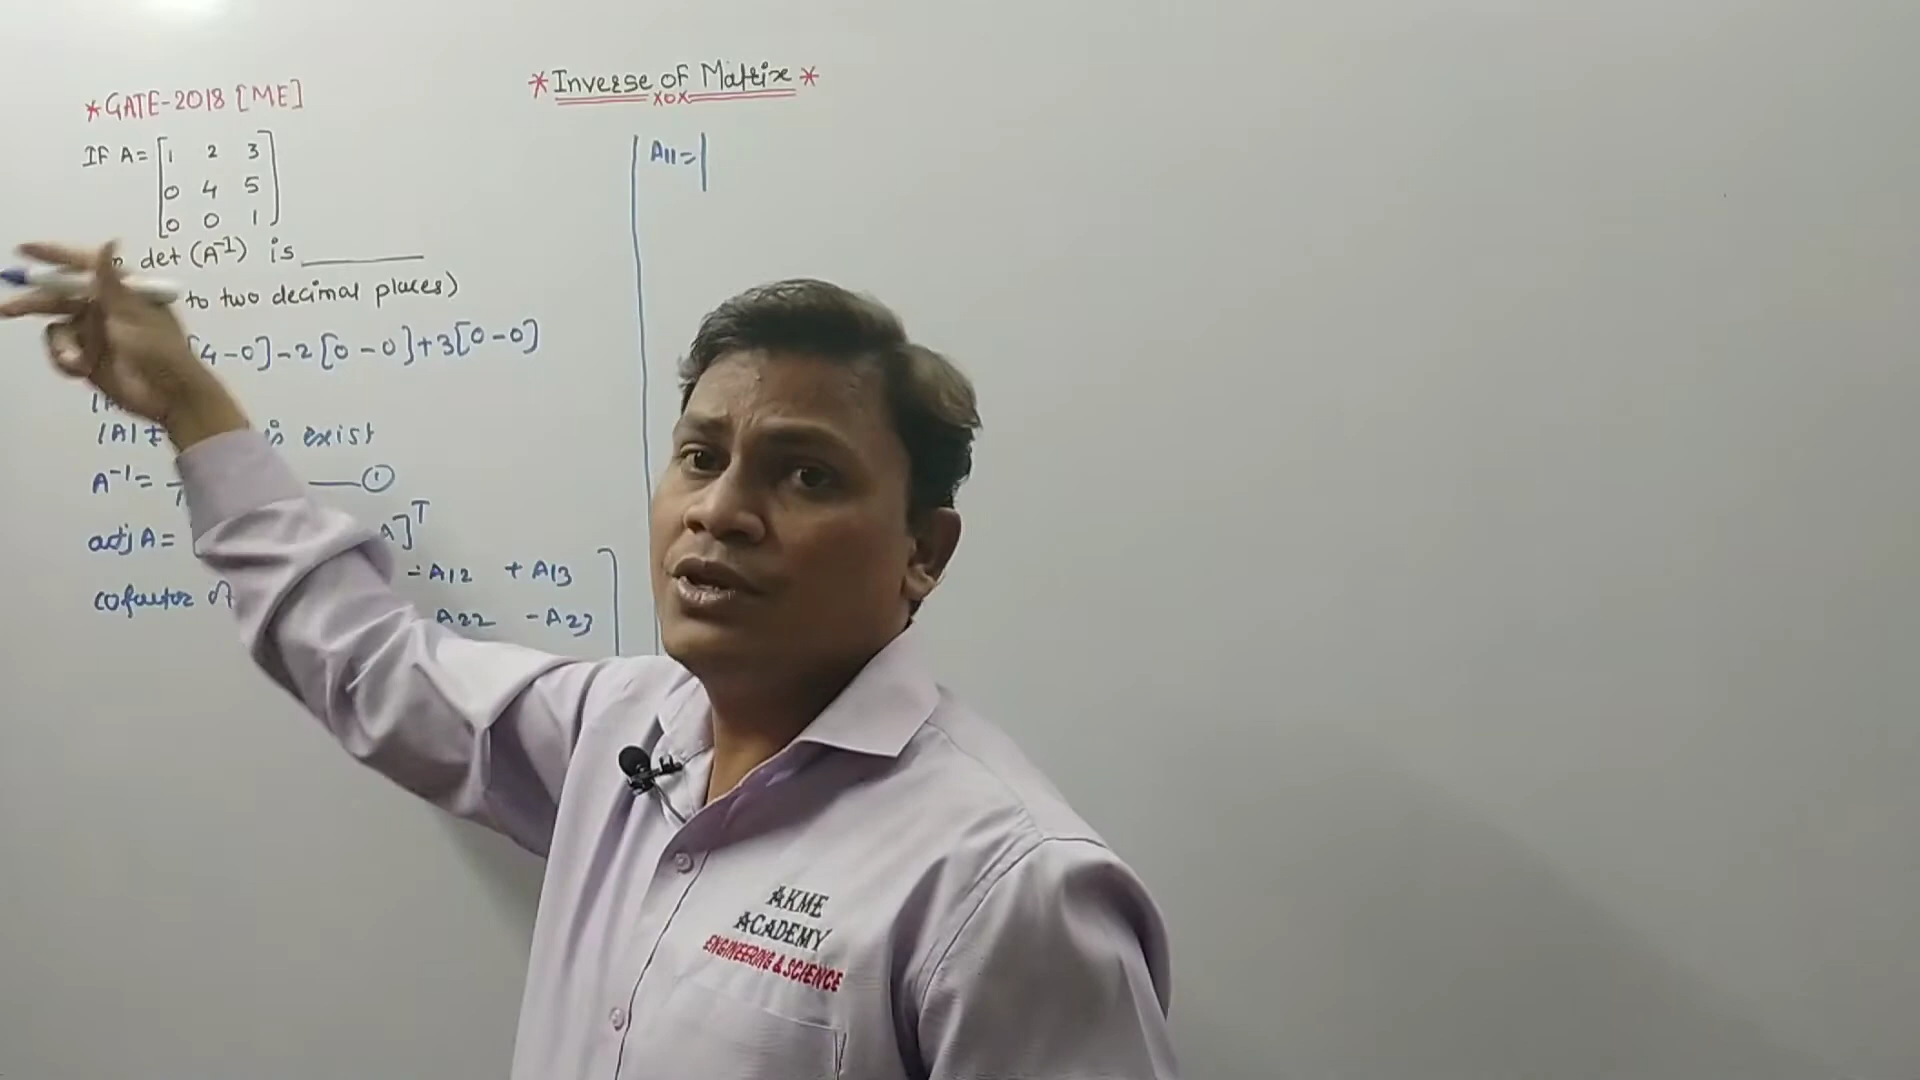 *GATE-2018 [ME]
*Inverse of Matrix*
xox
IF A= [1 2 3
0 4 5
0 0 1]
det (A⁻¹) is ______
to two decimal places)
[4-0]-2[0-0]+3[0-0]
|A| is exist
A⁻¹= —①
adj A= A]ᵀ
cofactor of -A12 +A13
A22 -A23
A11=|
AKME
ACADEMY
ENGINEERING & SCIENCE